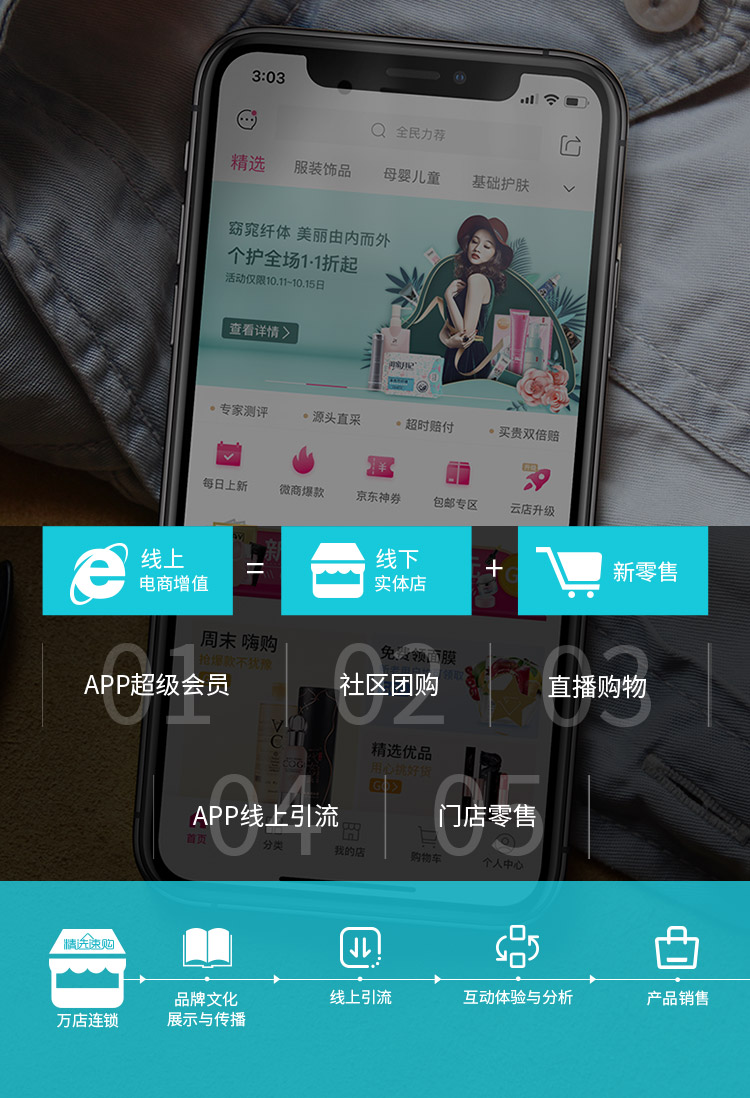 3:03
全民力荐
精选 服装饰品 母婴儿童 基础护肤
窈窕纤体 美丽由内而外
个护全场1·1折起
活动仅限10.11~10.15日
查看详情
专家测评 源头直采 超时赔付 买贵双倍赔
每日上新 微商爆款 京东神券 包邮专区 云店升级
线上
电商增值
=
线下
实体店
+
新零售
周末 嗨购
抢爆款不犹豫
免费领面膜
01 02 03
APP超级会员 社区团购 直播购物
精选优品
用心挑好货
GO
04 05
APP线上引流 门店零售
首页 分类 我的店 购物车 个人中心
精选速购
万店连锁
品牌文化
展示与传播
线上引流
互动体验与分析
产品销售